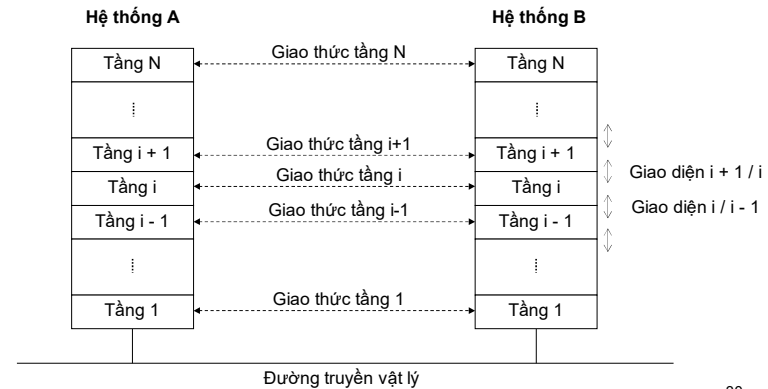 Hệ thống A
Hệ thống B
Tầng N
Giao thức tầng N
Tầng N
Tầng i + 1
Giao thức tầng i+1
Tầng i + 1
Giao diện i + 1 / i
Tầng i
Giao thức tầng i
Tầng i
Tầng i - 1
Giao thức tầng i-1
Tầng i - 1
Giao diện i / i - 1
Tầng 1
Giao thức tầng 1
Tầng 1
Đường truyền vật lý